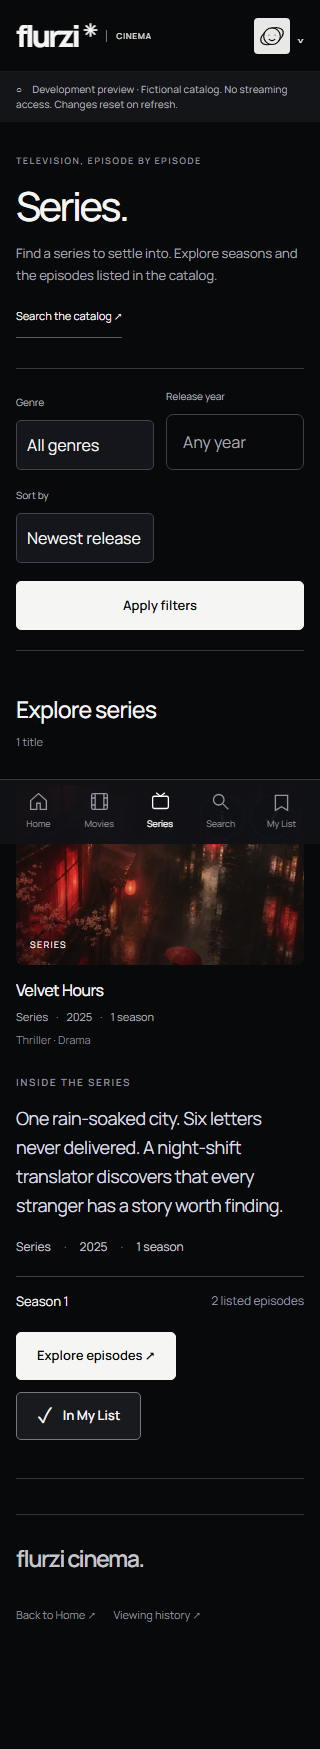 flurzi* | CINEMA
Development preview · Fictional catalog. No streaming
access. Changes reset on refresh.
TELEVISION, EPISODE BY EPISODE
Series.
Find a series to settle into. Explore seasons and
the episodes listed in the catalog.
Search the catalog ↗
Genre
Release year
All genres
Any year
Sort by
Newest release
Apply filters
Explore series
1 title
Home
Movies
Series
Search
My List
SERIES
Velvet Hours
Series · 2025 · 1 season
Thriller · Drama
INSIDE THE SERIES
One rain-soaked city. Six letters
never delivered. A night-shift
translator discovers that every
stranger has a story worth finding.
Series · 2025 · 1 season
Season 1
2 listed episodes
Explore episodes ↗
✓ In My List
flurzi cinema.
Back to Home ↗
Viewing history ↗